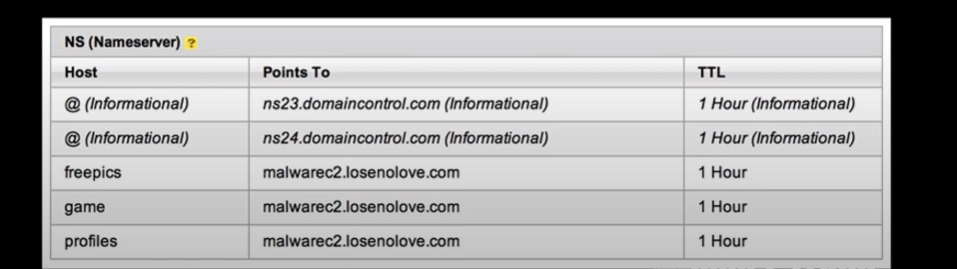 NS (Nameserver) ?
Host Points To TTL
@ (Informational) ns23.domaincontrol.com (Informational) 1 Hour (Informational)
@ (Informational) ns24.domaincontrol.com (Informational) 1 Hour (Informational)
freepics malwarec2.losenolove.com 1 Hour
game malwarec2.losenolove.com 1 Hour
profiles malwarec2.losenolove.com 1 Hour